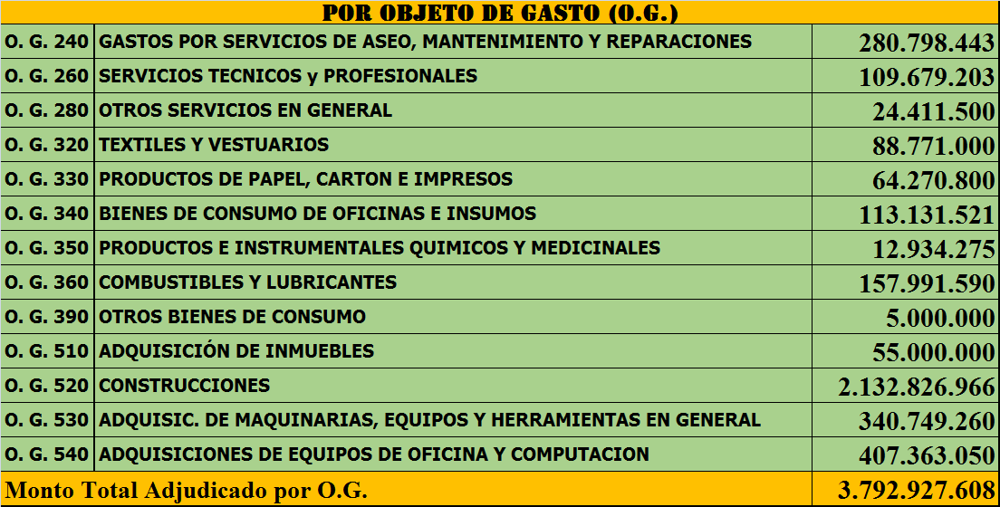 POR OBJETO DE GASTO (O.G.)
O. G. 240 GASTOS POR SERVICIOS DE ASEO, MANTENIMIENTO Y REPARACIONES 280.798.443
O. G. 260 SERVICIOS TECNICOS y PROFESIONALES 109.679.203
O. G. 280 OTROS SERVICIOS EN GENERAL 24.411.500
O. G. 320 TEXTILES Y VESTUARIOS 88.771.000
O. G. 330 PRODUCTOS DE PAPEL, CARTON E IMPRESOS 64.270.800
O. G. 340 BIENES DE CONSUMO DE OFICINAS E INSUMOS 113.131.521
O. G. 350 PRODUCTOS E INSTRUMENTALES QUIMICOS Y MEDICINALES 12.934.275
O. G. 360 COMBUSTIBLES Y LUBRICANTES 157.991.590
O. G. 390 OTROS BIENES DE CONSUMO 5.000.000
O. G. 510 ADQUISICIÓN DE INMUEBLES 55.000.000
O. G. 520 CONSTRUCCIONES 2.132.826.966
O. G. 530 ADQUISIC. DE MAQUINARIAS, EQUIPOS Y HERRAMIENTAS EN GENERAL 340.749.260
O. G. 540 ADQUISICIONES DE EQUIPOS DE OFICINA Y COMPUTACION 407.363.050
Monto Total Adjudicado por O.G. 3.792.927.608